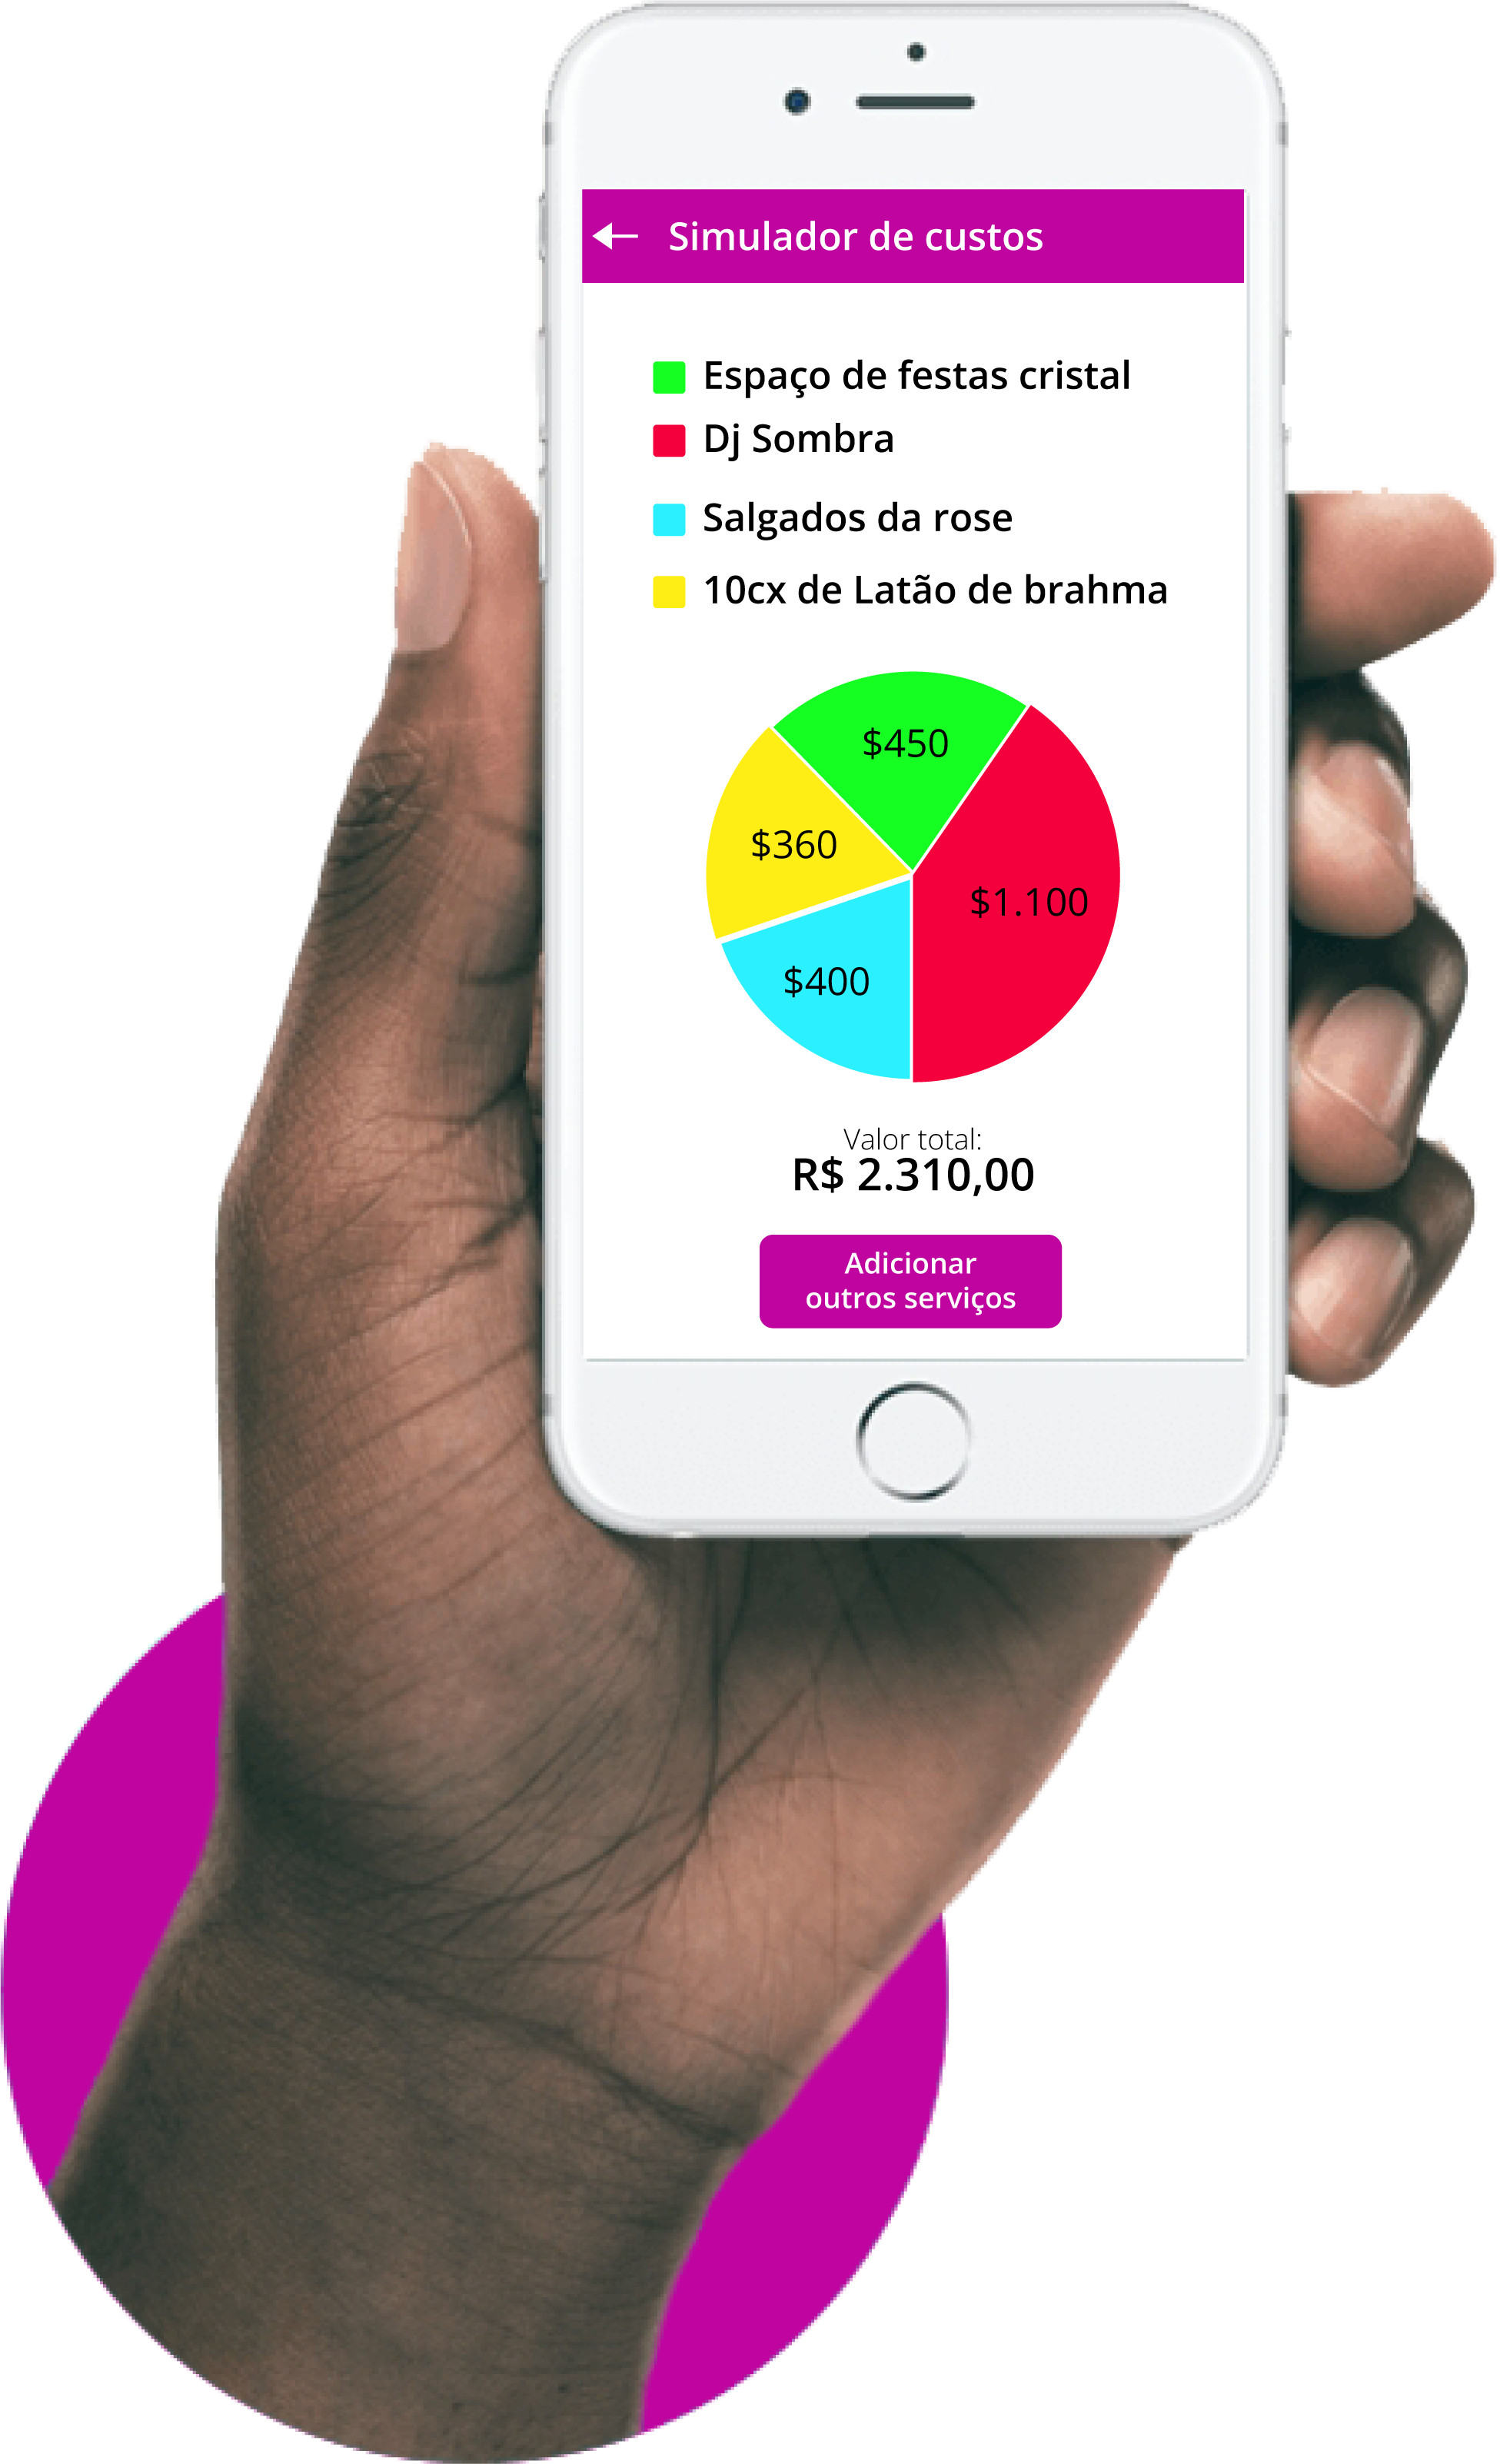 Simulador de custos
Espaço de festas cristal
Dj Sombra
Salgados da rose
10cx de Latão de brahma
$450
$360
$1.100
$400
Valor total:
R$ 2.310,00
Adicionar
outros serviços